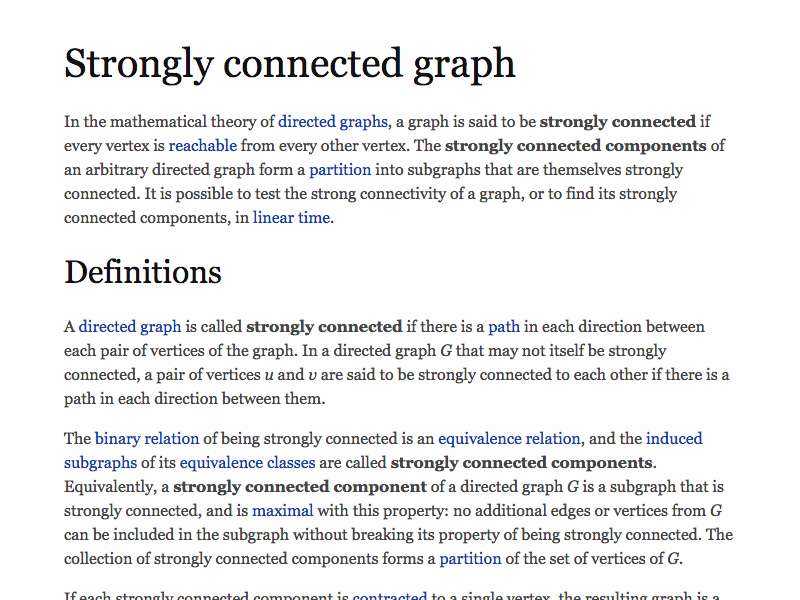 Strongly connected graph
In the mathematical theory of directed graphs, a graph is said to be strongly connected if
every vertex is reachable from every other vertex. The strongly connected components of
an arbitrary directed graph form a partition into subgraphs that are themselves strongly
connected. It is possible to test the strong connectivity of a graph, or to find its strongly
connected components, in linear time.
Definitions
A directed graph is called strongly connected if there is a path in each direction between
each pair of vertices of the graph. In a directed graph G that may not itself be strongly
connected, a pair of vertices u and v are said to be strongly connected to each other if there is a
path in each direction between them.
The binary relation of being strongly connected is an equivalence relation, and the induced
subgraphs of its equivalence classes are called strongly connected components.
Equivalently, a strongly connected component of a directed graph G is a subgraph that is
strongly connected, and is maximal with this property: no additional edges or vertices from G
can be included in the subgraph without breaking its property of being strongly connected. The
collection of strongly connected components forms a partition of the set of vertices of G.
If each strongly connected component is contracted to a single vertex, the resulting graph is a